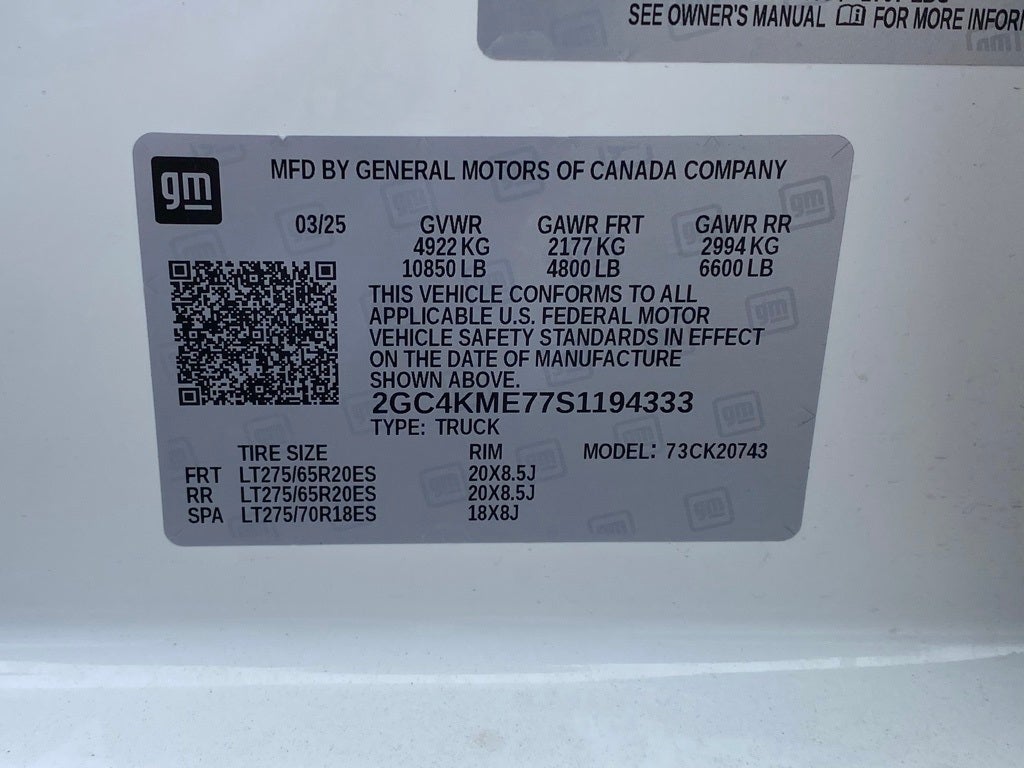 SEE OWNER'S MANUAL FOR MORE
gm
MFD BY GENERAL MOTORS OF CANADA COMPANY
03/25 GVWR GAWR FRT GAWR RR
4922 KG 2177 KG 2994 KG
10850 LB 4800 LB 6600 LB
THIS VEHICLE CONFORMS TO ALL
APPLICABLE U.S. FEDERAL MOTOR
VEHICLE SAFETY STANDARDS IN EFFECT
ON THE DATE OF MANUFACTURE
SHOWN ABOVE.
2GC4KME77S1194333
TYPE: TRUCK
TIRE SIZE RIM MODEL: 73CK20743
FRT LT275/65R20ES 20X8.5J
RR LT275/65R20ES 20X8.5J
SPA LT275/70R18ES 18X8J